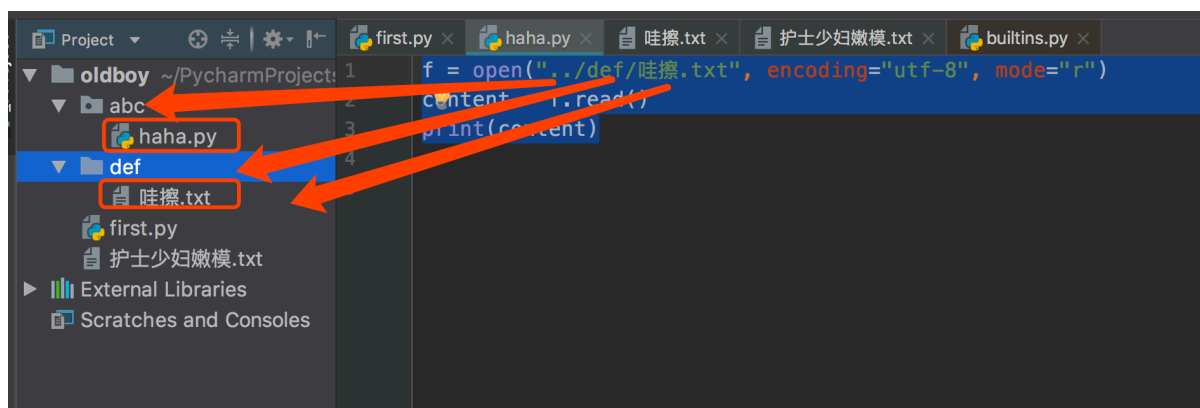 Project
first.py
haha.py
哇擦.txt
护士少妇嫩模.txt
builtins.py
oldboy ~/PycharmProjects
abc
haha.py
def
哇擦.txt
first.py
护士少妇嫩模.txt
External Libraries
Scratches and Consoles
1 f = open("../def/哇擦.txt", encoding="utf-8", mode="r")
2 content f.read()
3 print(content)
4